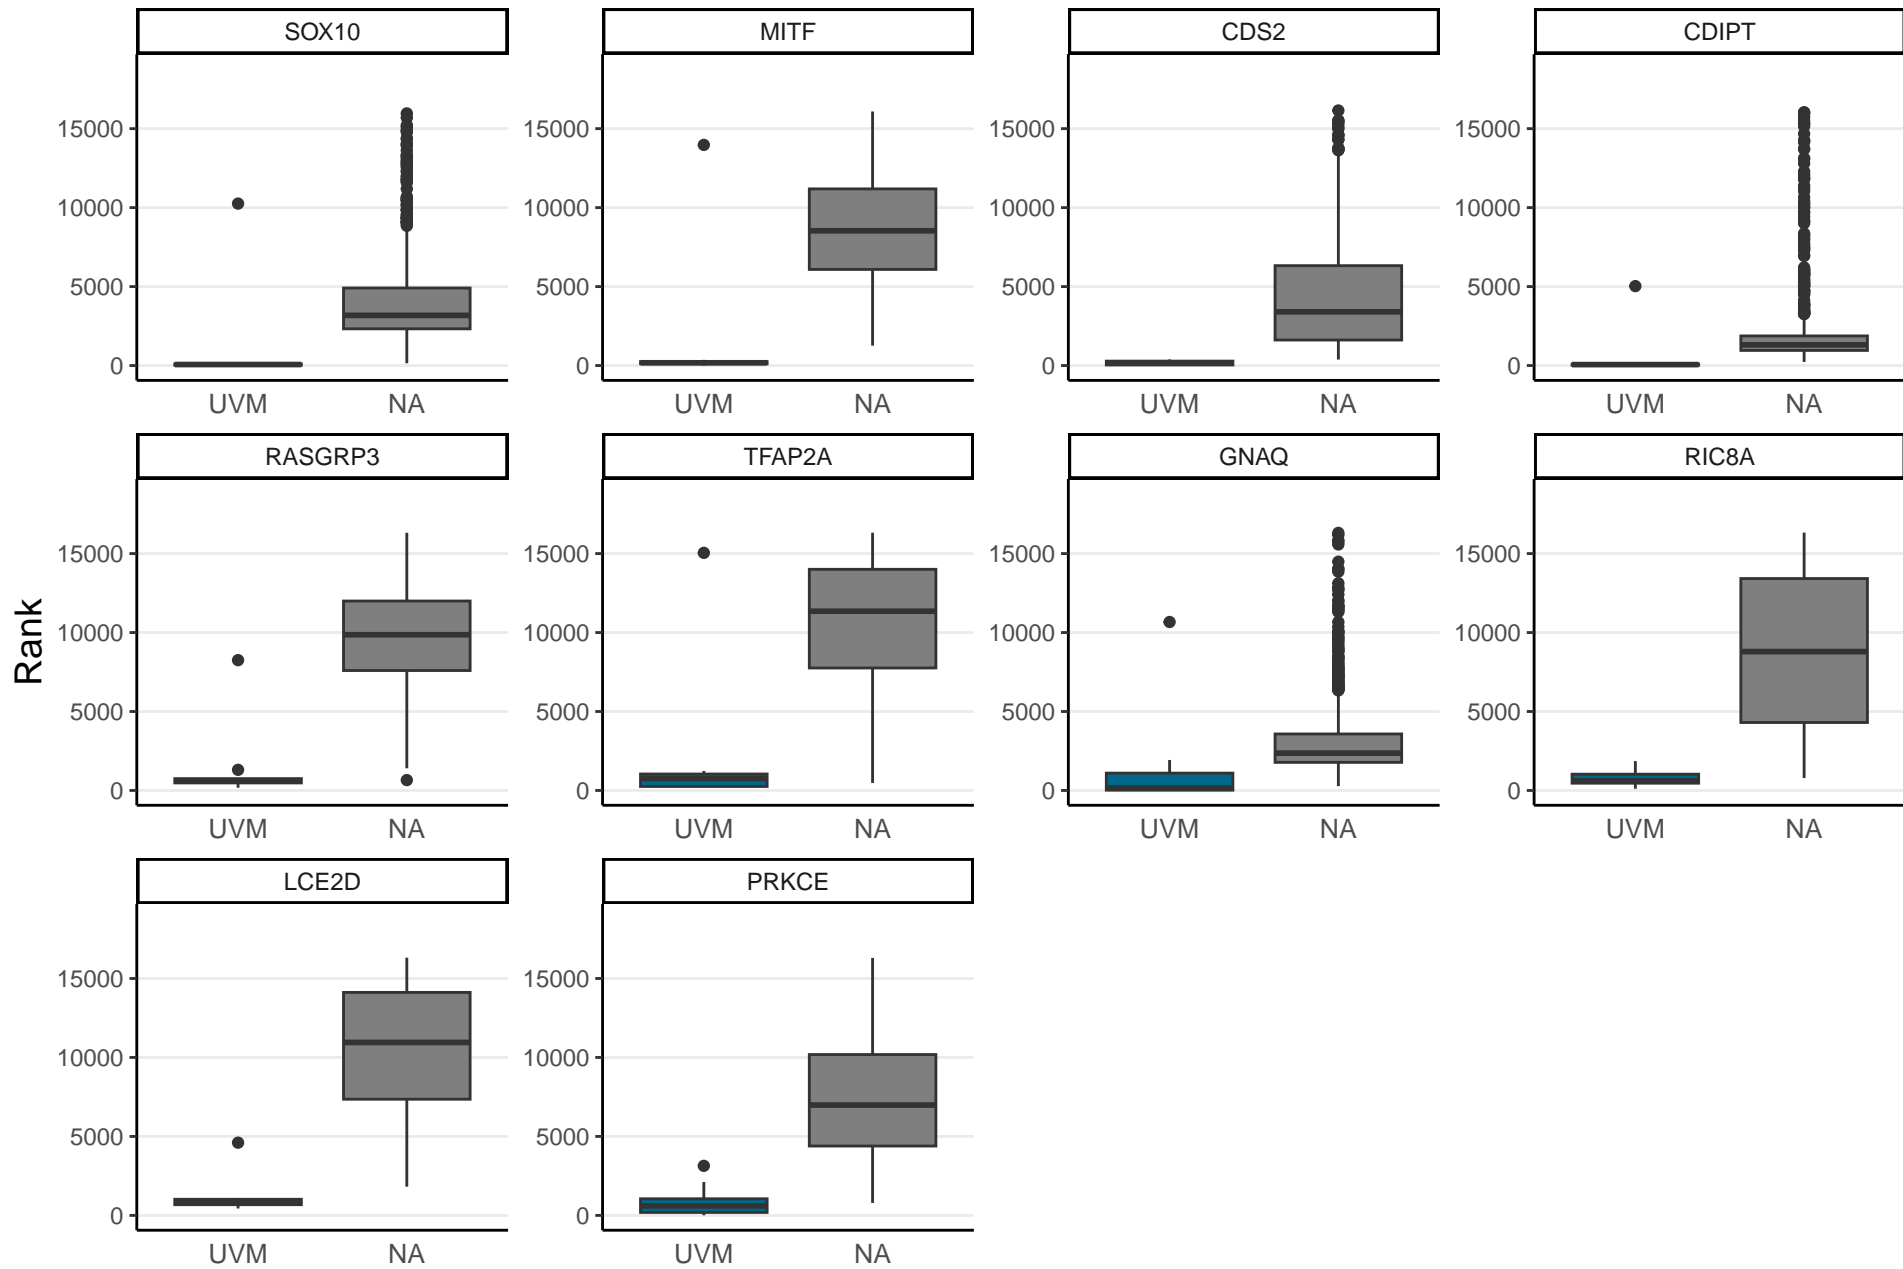 SOX10 MITF CDS2 CDIPT
15000 15000 15000 15000
10000 10000 10000 10000
5000 5000 5000 5000
0 0 0 0
UVM NA UVM NA UVM NA UVM NA
RASGRP3 TFAP2A GNAQ RIC8A
Rank
15000 15000 15000 15000
10000 10000 10000 10000
5000 5000 5000 5000
0 0 0 0
UVM NA UVM NA UVM NA UVM NA
LCE2D PRKCE
15000 15000
10000 10000
5000 5000
0 0
UVM NA UVM NA